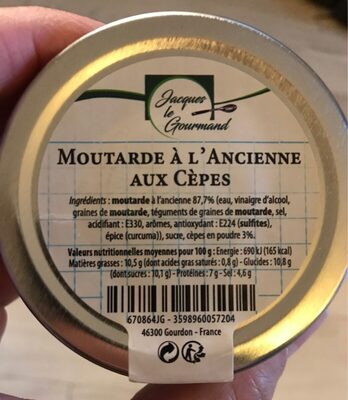 Jacques
le
Gourmand
MOUTARDE À L'ANCIENNE
AUX CÈPES
Ingrédients : moutarde à l'ancienne 87,7% (eau, vinaigre d'alcool,
graines de moutarde, téguments de graines de moutarde, sel,
acidifiant : E330, arômes, antioxydant : E224 (sulfites),
épice (curcuma)), sucre, cèpes en poudre 3%.
Valeurs nutritionnelles moyennes pour 100 g : Energie : 690 kJ (165 kcal)
Matières grasses : 10,5 g (dont acides gras saturés : 0,8 g) - Glucides : 10,8 g
(dont sucres : 10,1 g) - Protéines : 7 g - Sel : 4,6 g
670864JG - 3598960057204
46300 Gourdon - France